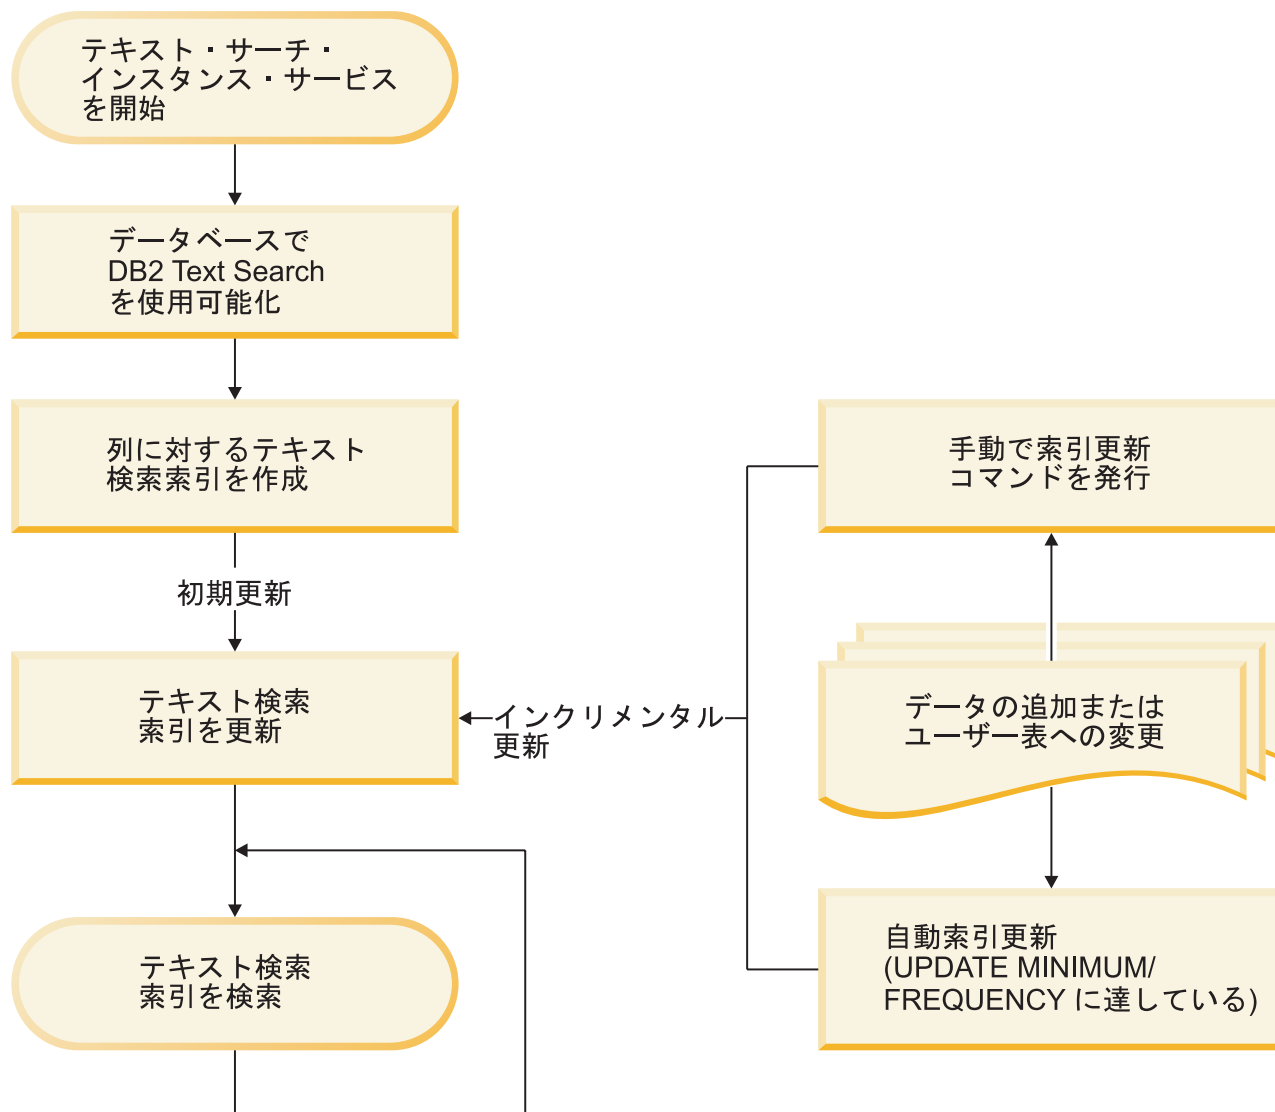 テキスト・サーチ・
インスタンス・サービス
を開始
データベースで
DB2 Text Search
を使用可能化
列に対するテキスト
検索索引を作成
初期更新
テキスト検索
索引を更新
インクリメンタル
更新
テキスト検索
索引を検索
手動で索引更新
コマンドを発行
データの追加または
ユーザー表への変更
自動索引更新
(UPDATE MINIMUM/
FREQUENCY に達している)